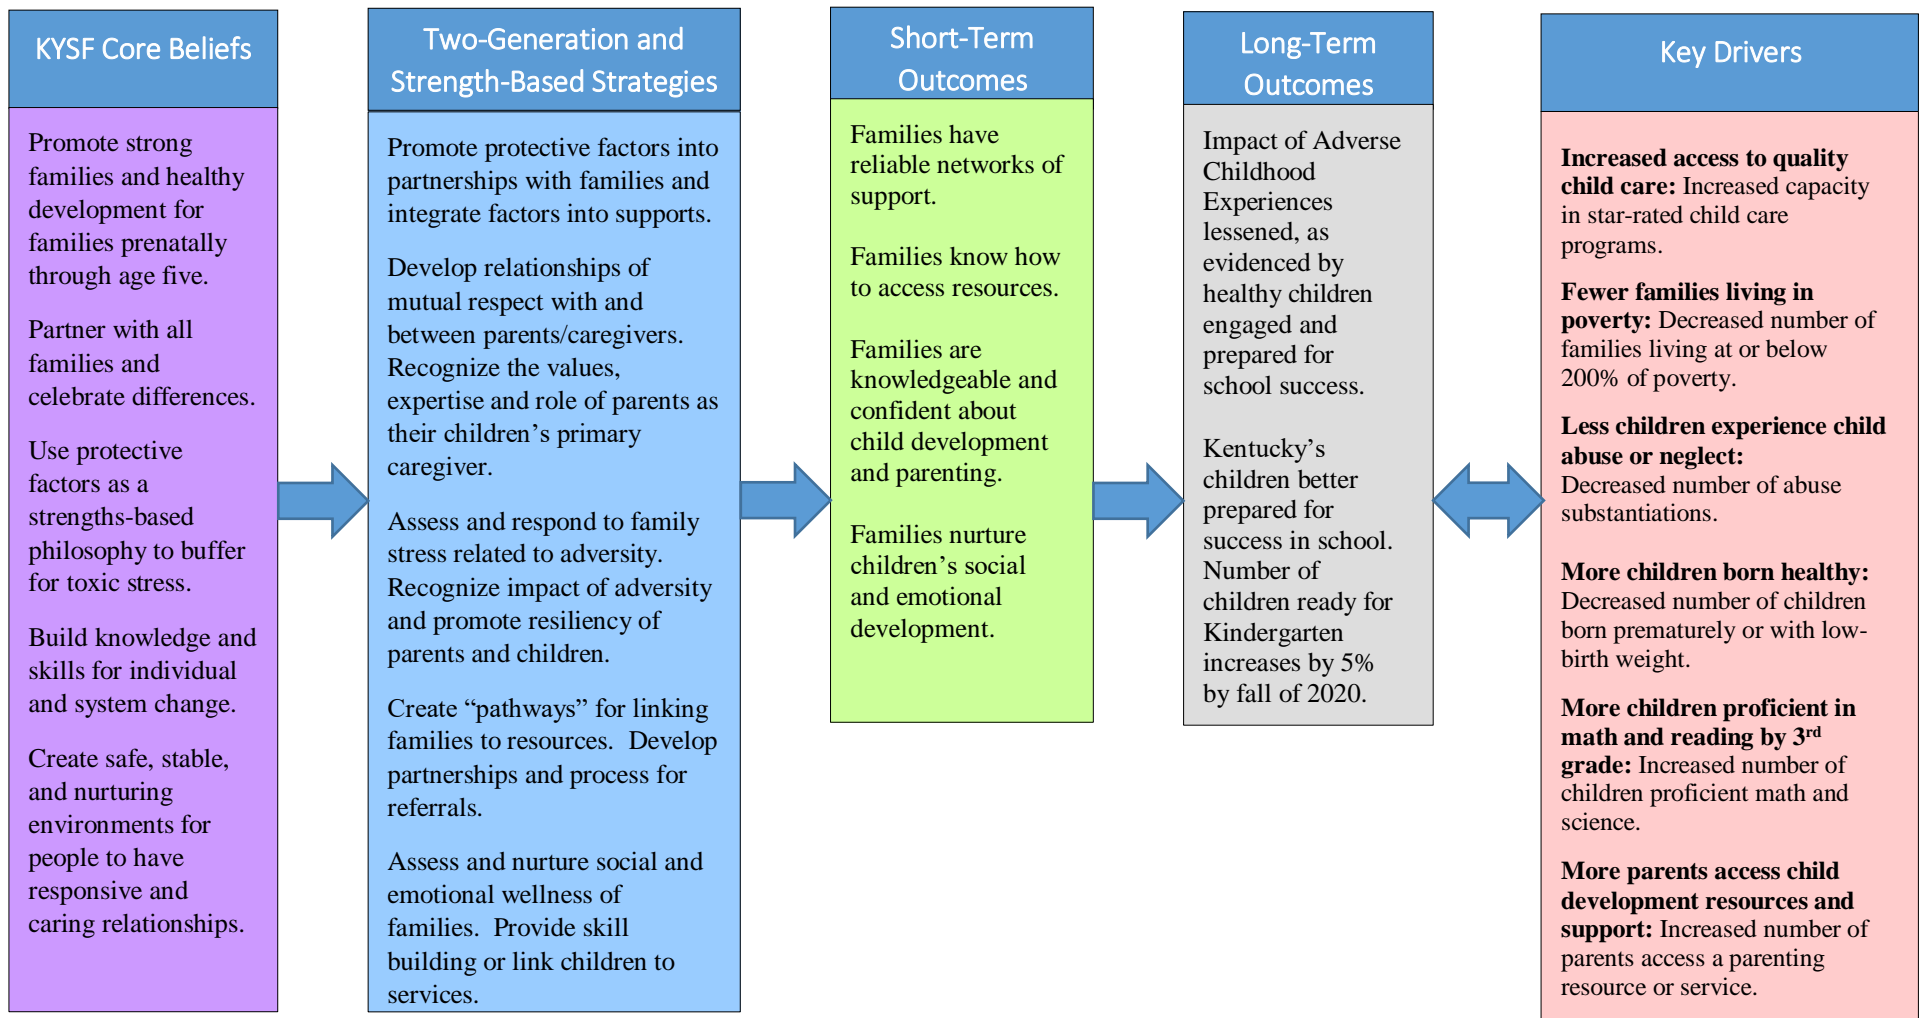 KYSF Core Beliefs
Promote strong
families and healthy
development for
families prenatally
through age five.
Partner with all
families and
celebrate differences.
Use protective
factors as a
strengths-based
philosophy to buffer
for toxic stress.
Build knowledge and
skills for individual
and system change.
Create safe, stable,
and nurturing
environments for
people to have
responsive and
caring relationships.
Two-Generation and
Strength-Based Strategies
Promote protective factors into
partnerships with families and
integrate factors into supports.
Develop relationships of
mutual respect with and
between parents/caregivers.
Recognize the values,
expertise and role of parents as
their children’s primary
caregiver.
Assess and respond to family
stress related to adversity.
Recognize impact of adversity
and promote resiliency of
parents and children.
Create “pathways” for linking
families to resources.  Develop
partnerships and process for
referrals.
Assess and nurture social and
emotional wellness of
families.  Provide skill
building or link children to
services.
Short-Term
Outcomes
Families have
reliable networks of
support.
Families know how
to access resources.
Families are
knowledgeable and
confident about
child development
and parenting.
Families nurture
children’s social
and emotional
development.
Long-Term
Outcomes
Impact of Adverse
Childhood
Experiences
lessened, as
evidenced by
healthy children
engaged and
prepared for
school success.
Kentucky’s
children better
prepared for
success in school.
Number of
children ready for
Kindergarten
increases by 5%
by fall of 2020.
Key Drivers
Increased access to quality
child care: Increased capacity
in star-rated child care
programs.
Fewer families living in
poverty: Decreased number of
families living at or below
200% of poverty.
Less children experience child
abuse or neglect:
Decreased number of abuse
substantiations.
More children born healthy:
Decreased number of children
born prematurely or with low-
birth weight.
More children proficient in
math and reading by 3rd
grade: Increased number of
children proficient math and
science.
More parents access child
development resources and
support: Increased number of
parents access a parenting
resource or service.